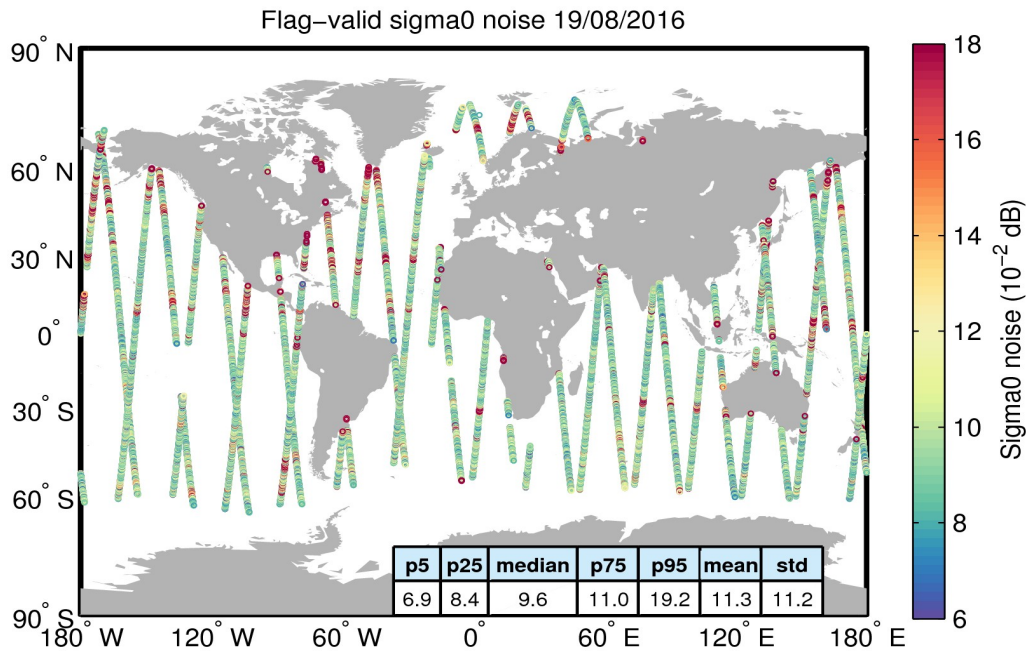 Flag−valid sigma0 noise 19/08/2016
90° N
60° N
30° N
0°
30° S
60° S
90° S
180° W
120° W
60° W
0°
60° E
120° E
180° E
p5 p25 median p75 p95 mean std
6.9 8.4 9.6 11.0 19.2 11.3 11.2
18
16
14
12
10
8
6
Sigma0 noise (10⁻² dB)